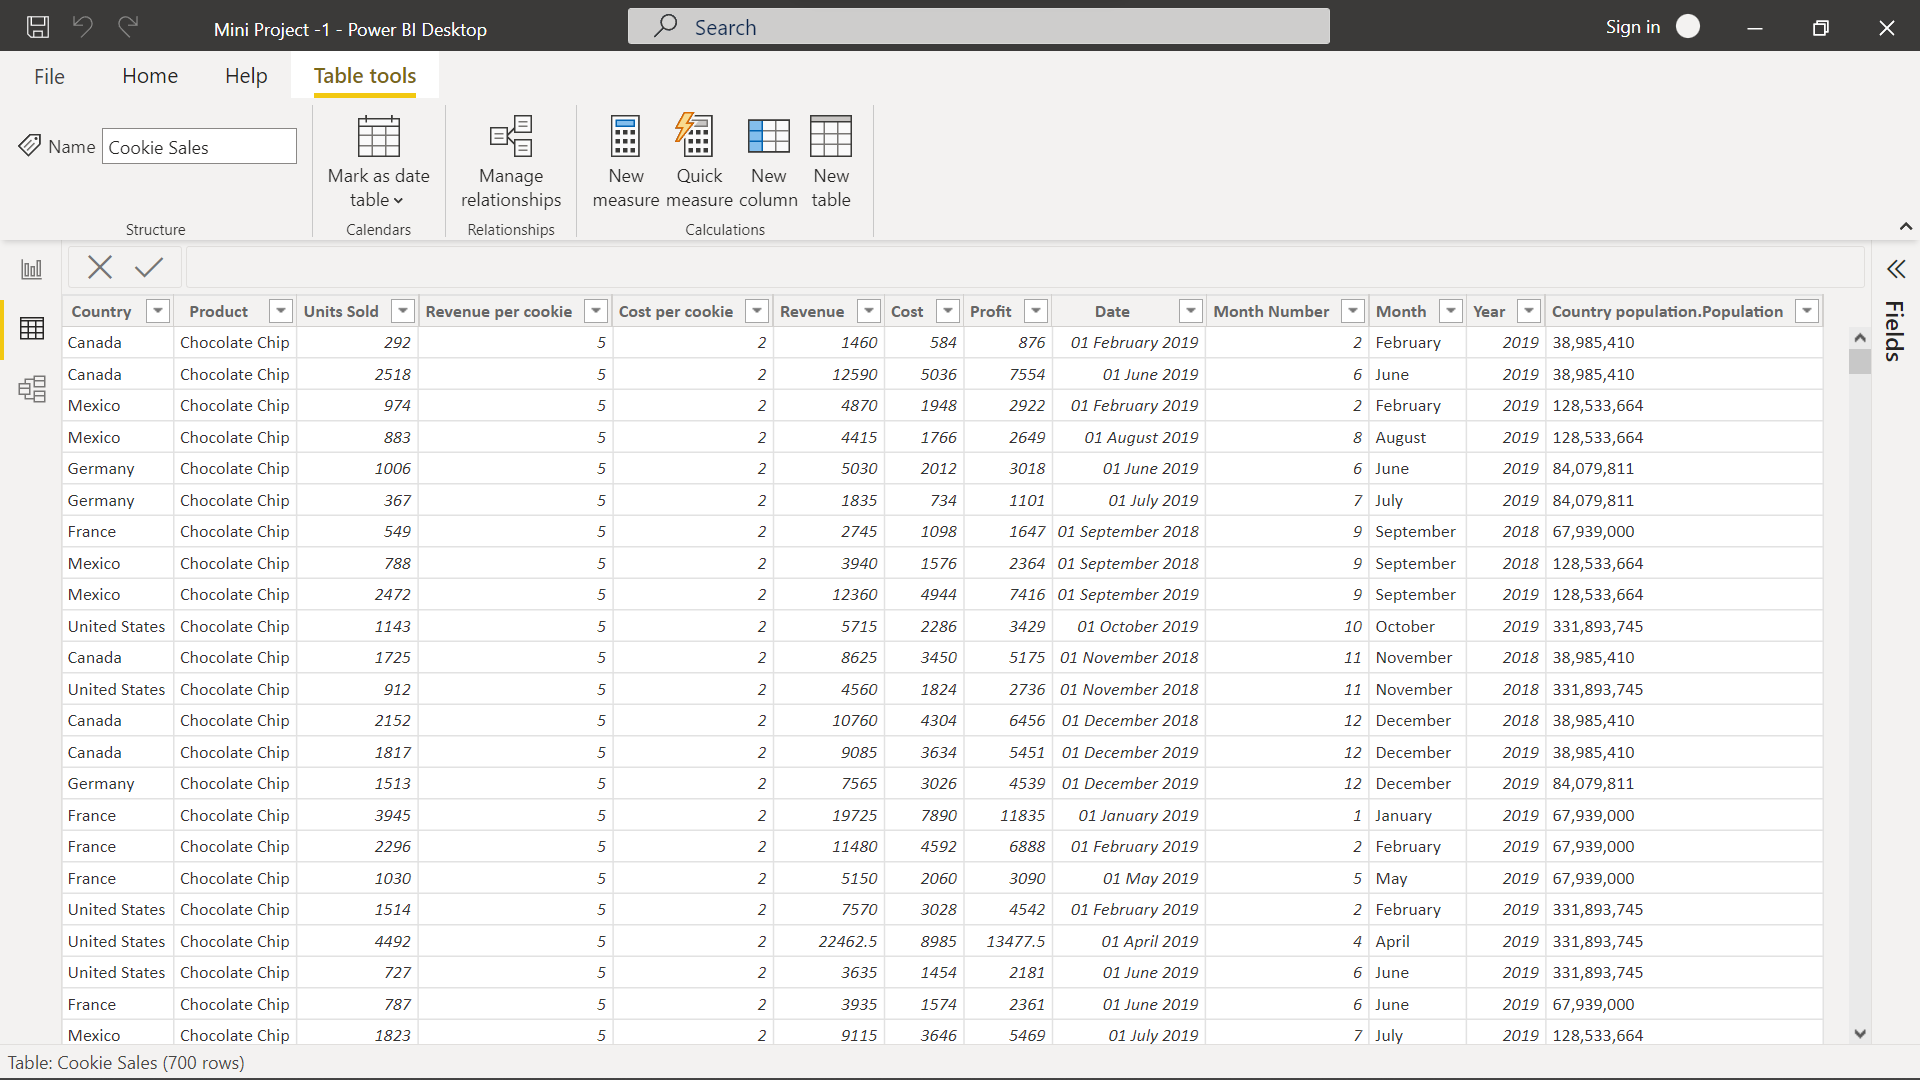 Mini Project -1 - Power BI Desktop
Search
Sign in
File Home Help Table tools
Name Cookie Sales
Mark as date table
Manage relationships
New measure
Quick measure
New column
New table
Structure Calendars Relationships Calculations
Fields
Country Product Units Sold Revenue per cookie Cost per cookie Revenue Cost Profit Date Month Number Month Year Country population.Population
Canada Chocolate Chip 292 5 2 1460 584 876 01 February 2019 2 February 2019 38,985,410
Canada Chocolate Chip 2518 5 2 12590 5036 7554 01 June 2019 6 June 2019 38,985,410
Mexico Chocolate Chip 974 5 2 4870 1948 2922 01 February 2019 2 February 2019 128,533,664
Mexico Chocolate Chip 883 5 2 4415 1766 2649 01 August 2019 8 August 2019 128,533,664
Germany Chocolate Chip 1006 5 2 5030 2012 3018 01 June 2019 6 June 2019 84,079,811
Germany Chocolate Chip 367 5 2 1835 734 1101 01 July 2019 7 July 2019 84,079,811
France Chocolate Chip 549 5 2 2745 1098 1647 01 September 2018 9 September 2018 67,939,000
Mexico Chocolate Chip 788 5 2 3940 1576 2364 01 September 2018 9 September 2018 128,533,664
Mexico Chocolate Chip 2472 5 2 12360 4944 7416 01 September 2019 9 September 2019 128,533,664
United States Chocolate Chip 1143 5 2 5715 2286 3429 01 October 2019 10 October 2019 331,893,745
Canada Chocolate Chip 1725 5 2 8625 3450 5175 01 November 2018 11 November 2018 38,985,410
United States Chocolate Chip 912 5 2 4560 1824 2736 01 November 2018 11 November 2018 331,893,745
Canada Chocolate Chip 2152 5 2 10760 4304 6456 01 December 2018 12 December 2018 38,985,410
Canada Chocolate Chip 1817 5 2 9085 3634 5451 01 December 2019 12 December 2019 38,985,410
Germany Chocolate Chip 1513 5 2 7565 3026 4539 01 December 2019 12 December 2019 84,079,811
France Chocolate Chip 3945 5 2 19725 7890 11835 01 January 2019 1 January 2019 67,939,000
France Chocolate Chip 2296 5 2 11480 4592 6888 01 February 2019 2 February 2019 67,939,000
France Chocolate Chip 1030 5 2 5150 2060 3090 01 May 2019 5 May 2019 67,939,000
United States Chocolate Chip 1514 5 2 7570 3028 4542 01 February 2019 2 February 2019 331,893,745
United States Chocolate Chip 4492 5 2 22462.5 8985 13477.5 01 April 2019 4 April 2019 331,893,745
United States Chocolate Chip 727 5 2 3635 1454 2181 01 June 2019 6 June 2019 331,893,745
France Chocolate Chip 787 5 2 3935 1574 2361 01 June 2019 6 June 2019 67,939,000
Mexico Chocolate Chip 1823 5 2 9115 3646 5469 01 July 2019 7 July 2019 128,533,664
Table: Cookie Sales (700 rows)